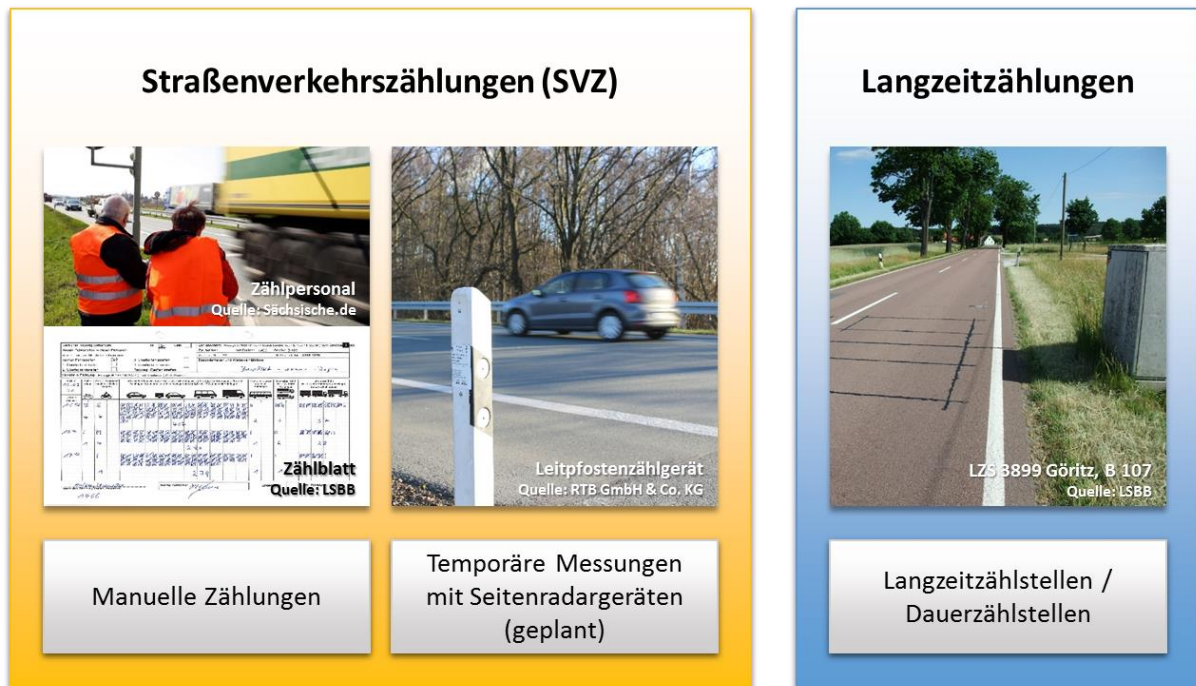 Straßenverkehrszählungen (SVZ)
Zählpersonal
Quelle: Sächsische.de
Zählblatt
Quelle: LSBB
Leitpfostenzählgerät
Quelle: RTB GmbH & Co. KG
Manuelle Zählungen
Temporäre Messungen
mit Seitenradargeräten
(geplant)
Langzeitzählungen
LZS 3899 Göritz, B 107
Quelle: LSBB
Langzeitzählstellen /
Dauerzählstellen